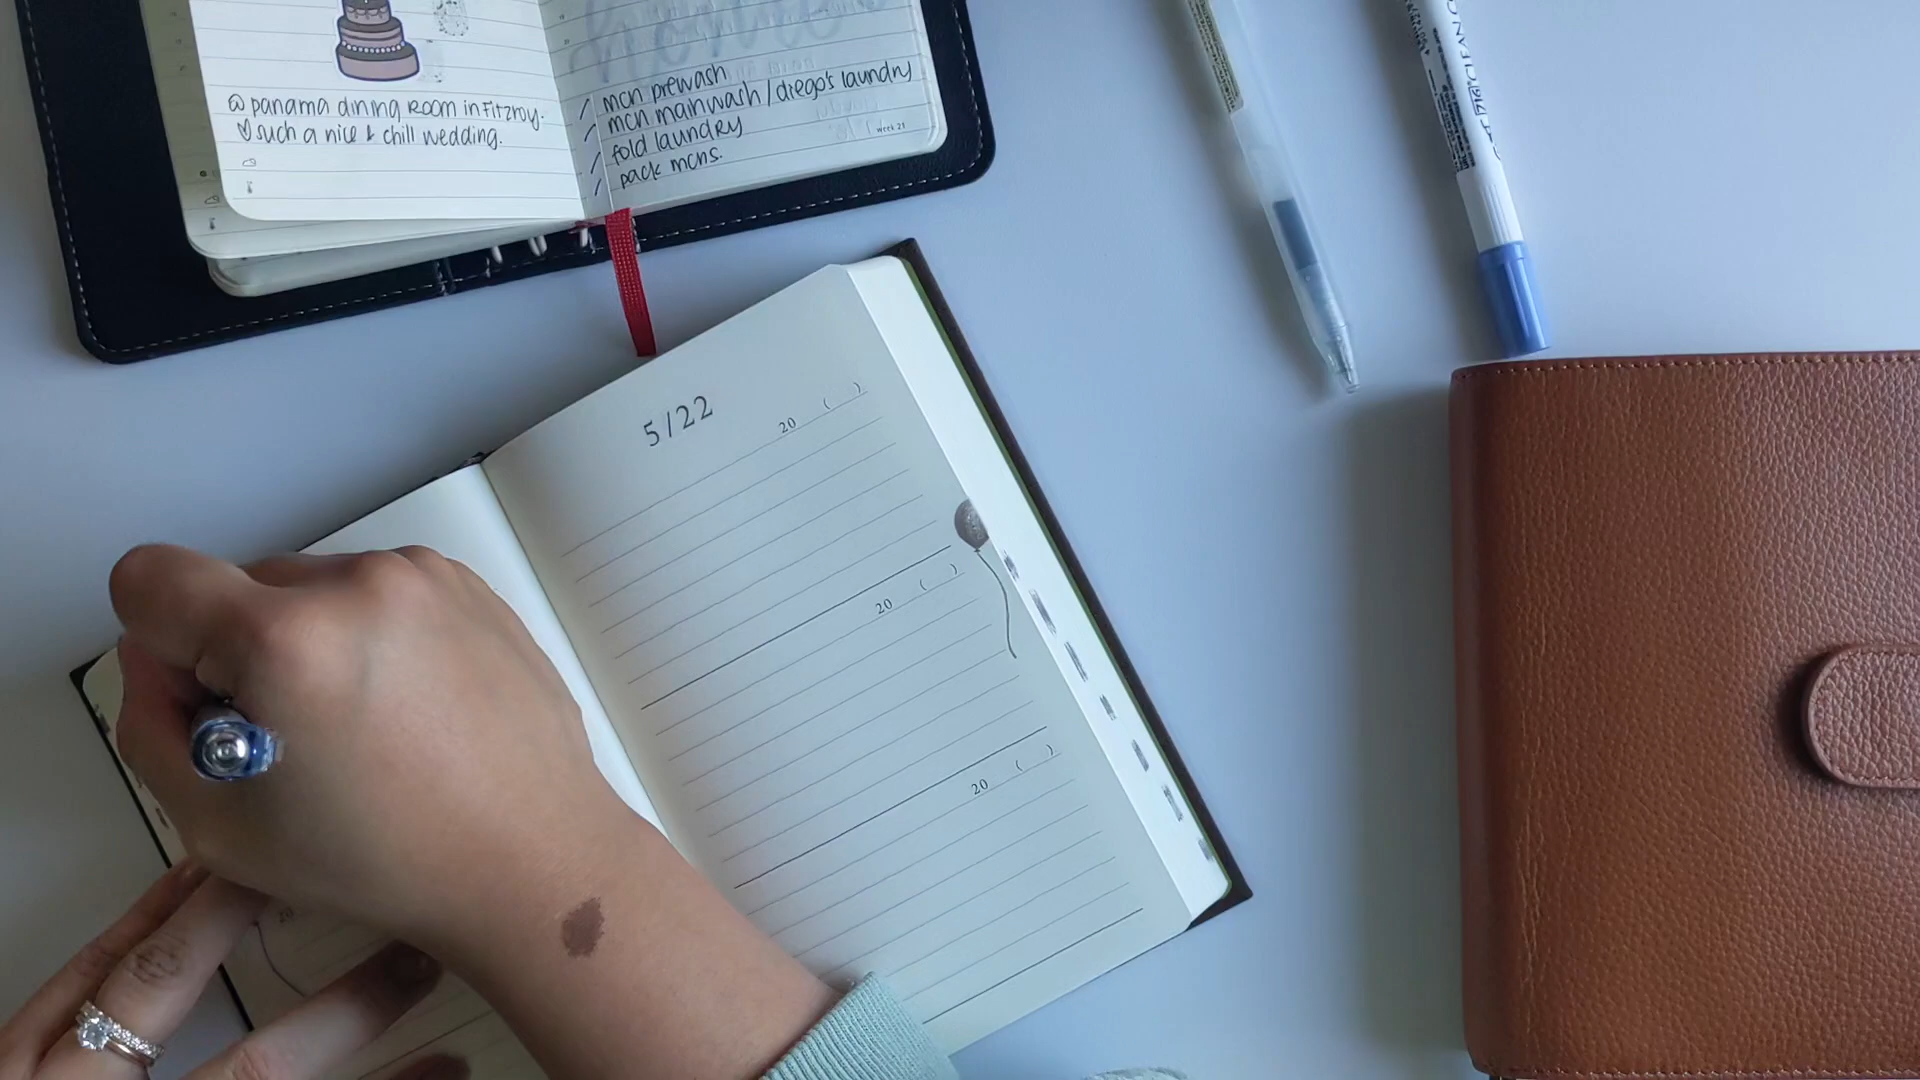 @ panama dining room in Fitzroy.
♡ such a nice & chill wedding.
/ mcn prewash
/ mcn mainwash / diego's laundry
/ fold laundry
/ pack mcns.
week 21
5/22
20 ( )
20 ( )
20 ( )
20